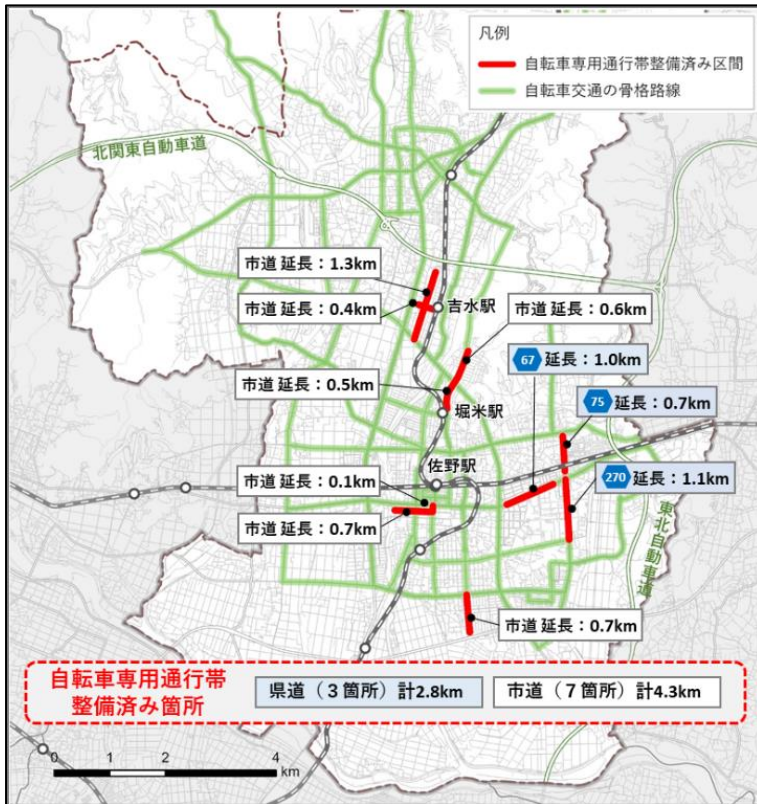 凡例
自転車専用通行帯整備済み区間
自転車交通の骨格路線
北関東自動車道
市道 延長：1.3km
市道 延長：0.4km
吉水駅
市道 延長：0.6km
67 延長：1.0km
市道 延長：0.5km
堀米駅
75 延長：0.7km
佐野駅
市道 延長：0.1km
270 延長：1.1km
市道 延長：0.7km
東北自動車道
市道 延長：0.7km
自転車専用通行帯
整備済み箇所
県道（３箇所）計2.8km
市道（７箇所）計4.3km
0 1 2 4
km